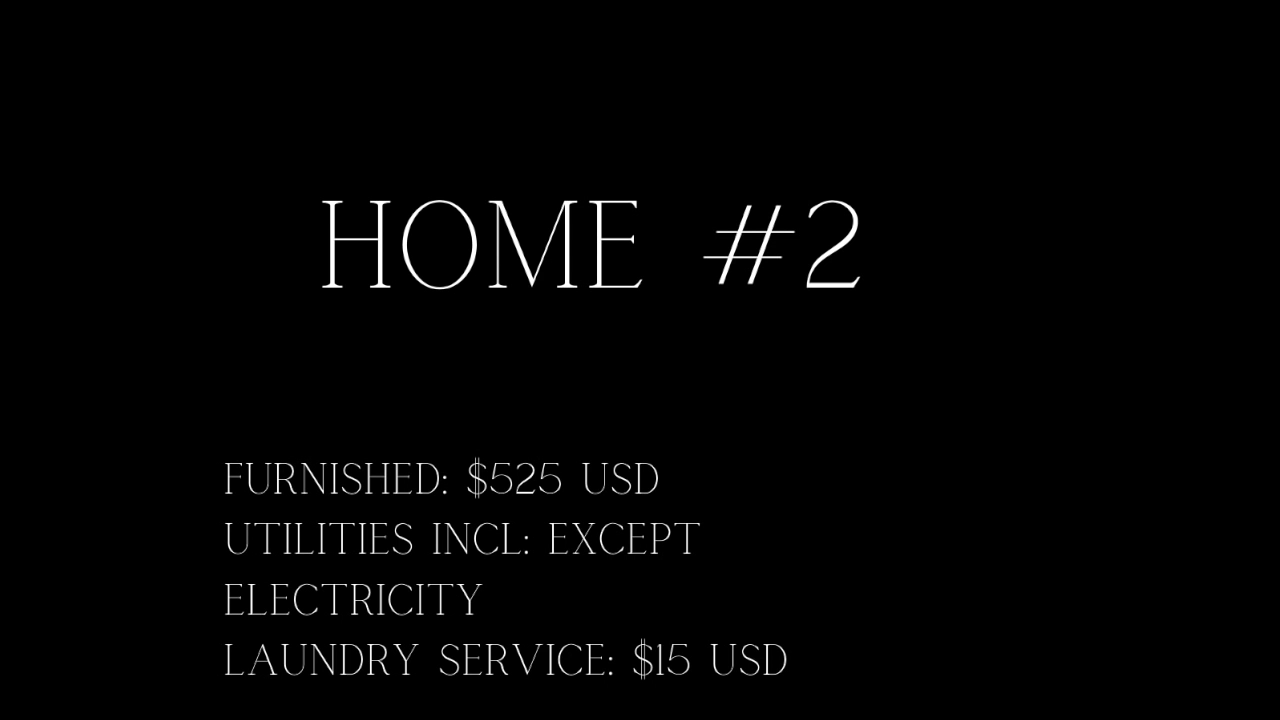 HOME #2
FURNISHED: $525 USD
UTILITIES INCL: EXCEPT
ELECTRICITY
LAUNDRY SERVICE: $15 USD